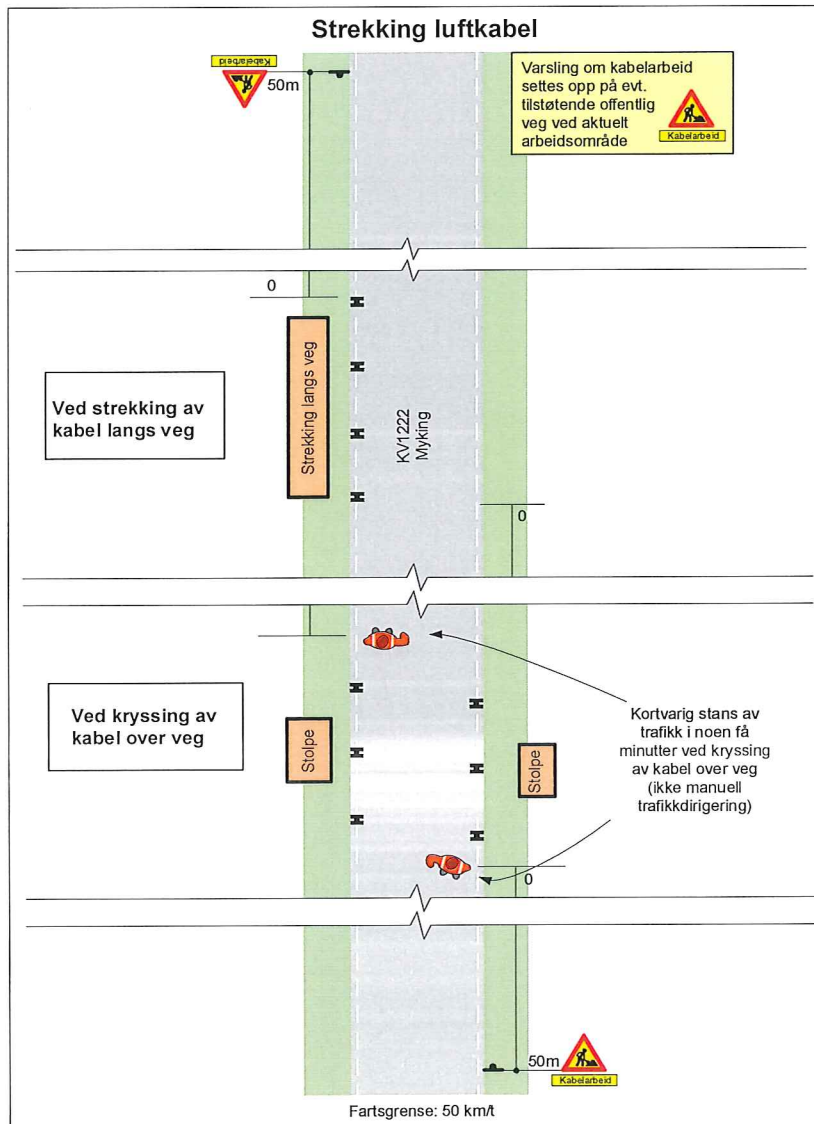 Strekking luftkabel
Kabelarbeid
50m
Varsling om kabelarbeid
settes opp på evt.
tilstøtende offentlig
veg ved aktuelt
arbeidsområde
Kabelarbeid
0
Ved strekking av
kabel langs veg
Strekking langs veg
KV1222
Myking
0
Ved kryssing av
kabel over veg
Stolpe
Stolpe
Kortvarig stans av
trafikk i noen få
minutter ved kryssing
av kabel over veg
(ikke manuell
trafikkdirigering)
0
50m
Kabelarbeid
Fartsgrense: 50 km/t